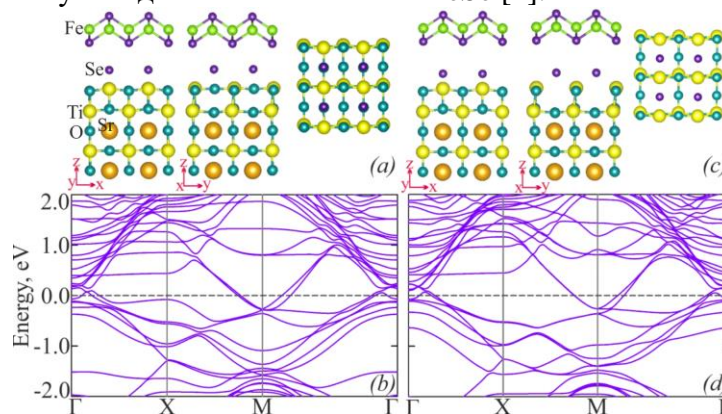 Fe
Se
Ti
O
Sr
z
y
x
z
x
y
(a)
z
y
x
z
x
y
(c)
Energy, eV
2.0
1.0
0.0
-1.0
-2.0
Γ
X
M
Γ
(b)
Γ
X
M
(d)